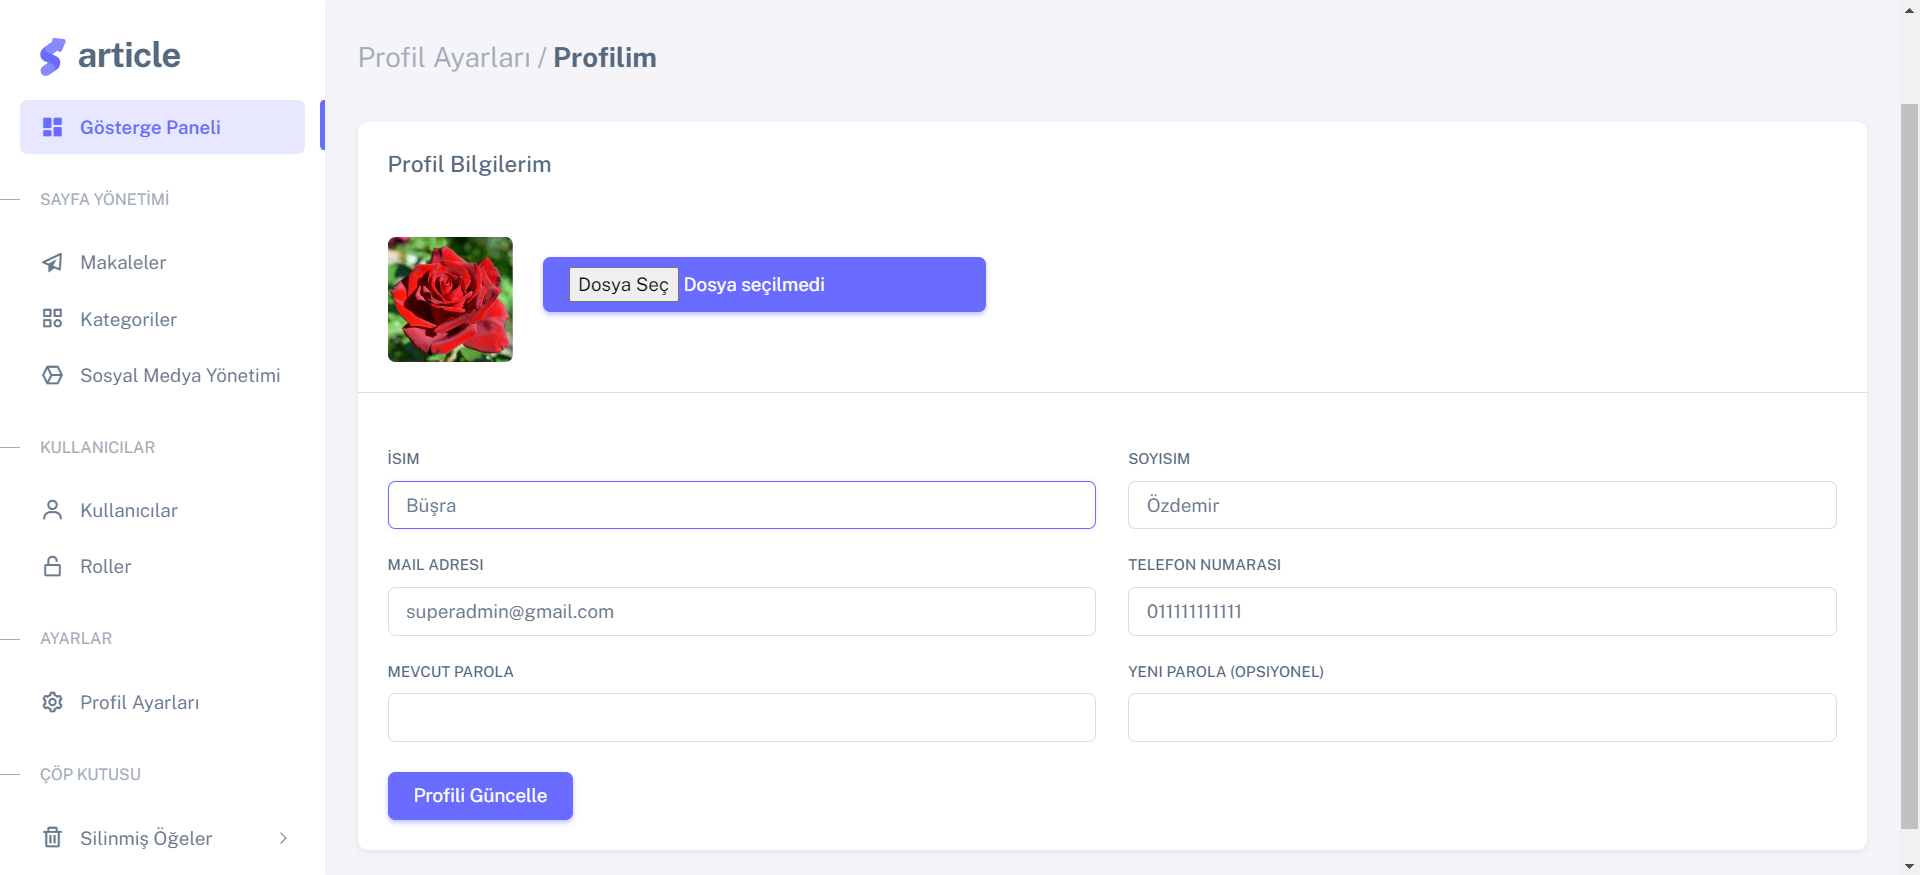 article
Gösterge Paneli
SAYFA YÖNETİMİ
Makaleler
Kategoriler
Sosyal Medya Yönetimi
KULLANICILAR
Kullanıcılar
Roller
AYARLAR
Profil Ayarları
ÇÖP KUTUSU
Silinmiş Öğeler
Profil Ayarları / Profilim
Profil Bilgilerim
Dosya Seç Dosya seçilmedi
İSIM
Büşra
SOYISIM
Özdemir
MAIL ADRESI
superadmin@gmail.com
TELEFON NUMARASI
011111111111
MEVCUT PAROLA
YENI PAROLA (OPSIYONEL)
Profili Güncelle